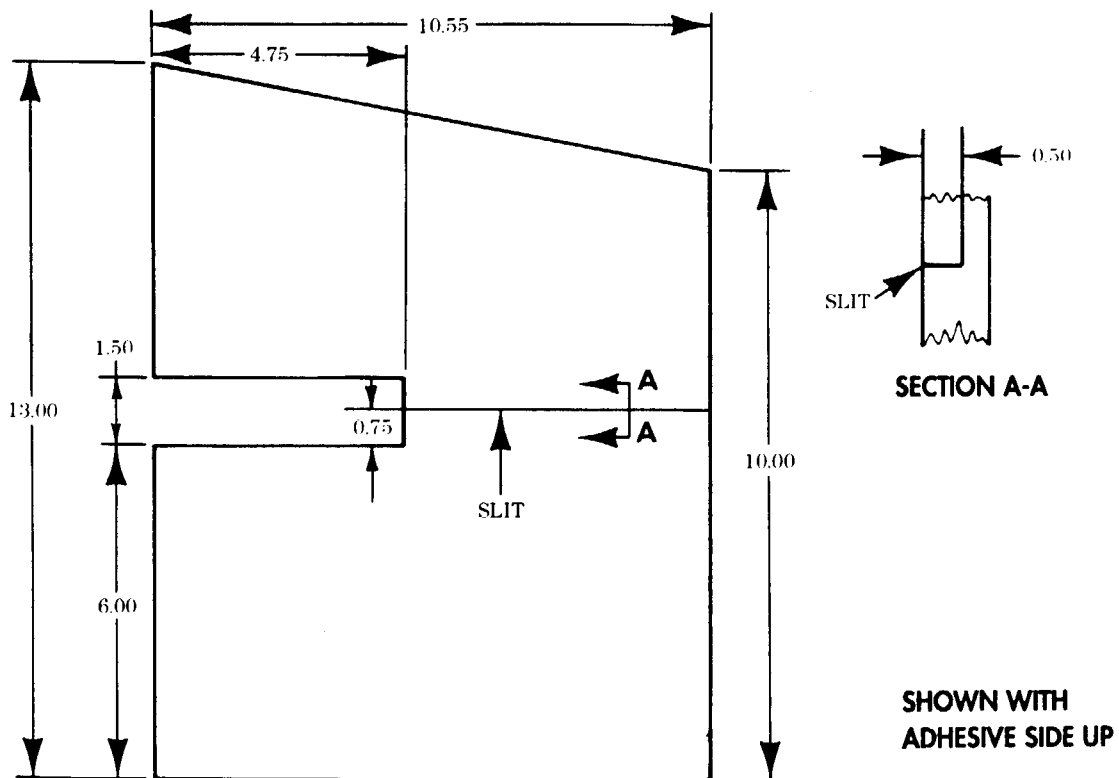 10.55
4.75
0.50
SLIT
SECTION A-A
1.50
13.00
0.75
A
A
10.00
SLIT
6.00
SHOWN WITH
ADHESIVE SIDE UP